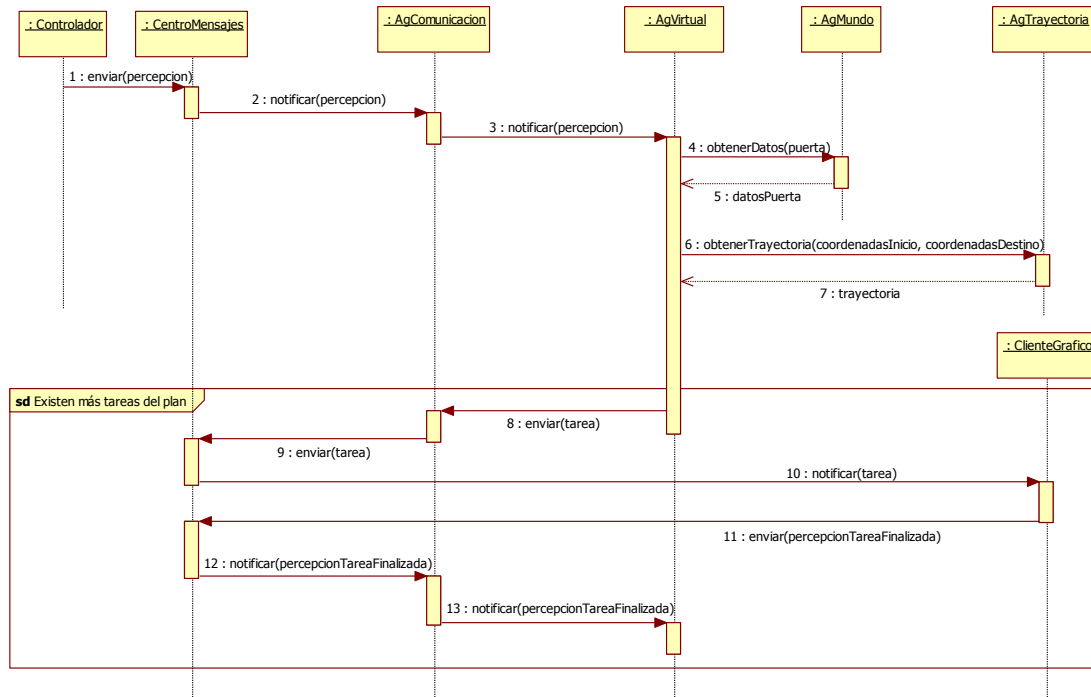 : Controlador
: CentroMensajes
: AgComunicacion
: AgVirtual
: AgMundo
: AgTrayectoria
1 : enviar(percepcion)
2 : notificar(percepcion)
3 : notificar(percepcion)
4 : obtenerDatos(puerta)
5 : datosPuerta
6 : obtenerTrayectoria(coordenadasInicio, coordenadasDestino)
7 : trayectoria
: ClienteGrafico
sd Existen más tareas del plan
8 : enviar(tarea)
9 : enviar(tarea)
10 : notificar(tarea)
11 : enviar(percepcionTareaFinalizada)
12 : notificar(percepcionTareaFinalizada)
13 : notificar(percepcionTareaFinalizada)